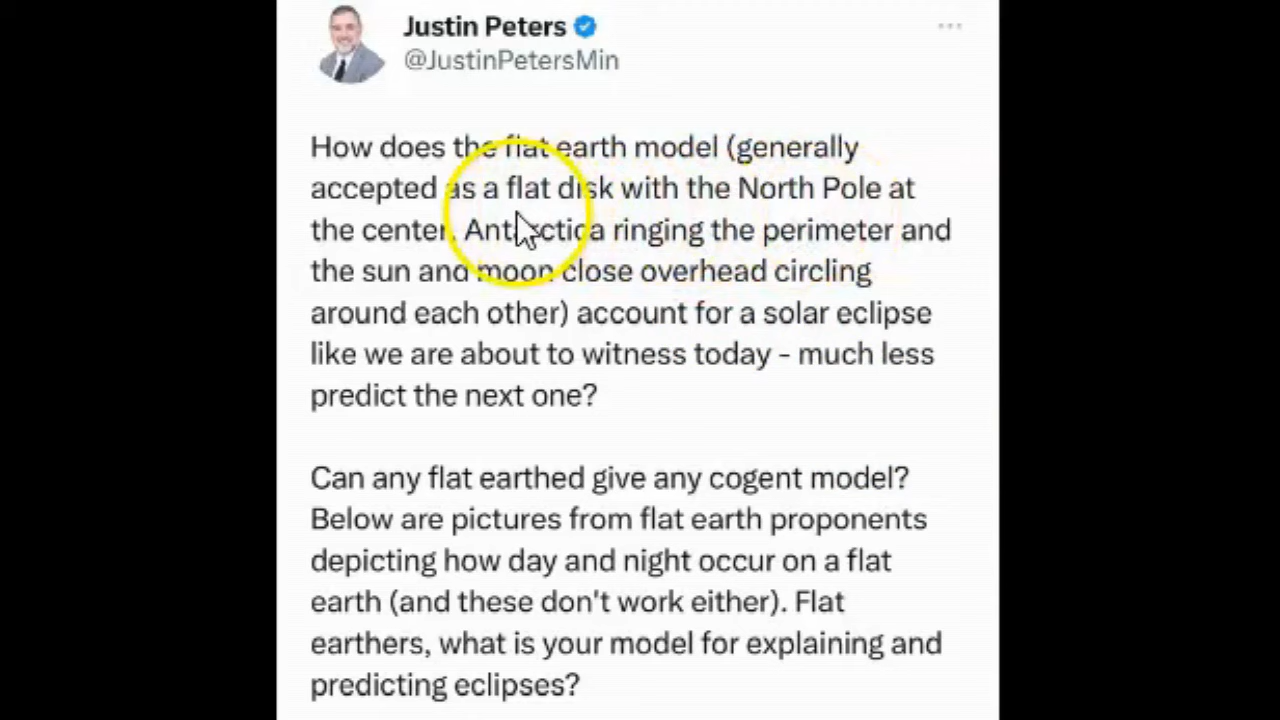 Justin Peters
@JustinPetersMin
How does the flat earth model (generally
accepted as a flat disk with the North Pole at
the center. Antarctica ringing the perimeter and
the sun and moon close overhead circling
around each other) account for a solar eclipse
like we are about to witness today - much less
predict the next one?
Can any flat earthed give any cogent model?
Below are pictures from flat earth proponents
depicting how day and night occur on a flat
earth (and these don't work either). Flat
earthers, what is your model for explaining and
predicting eclipses?